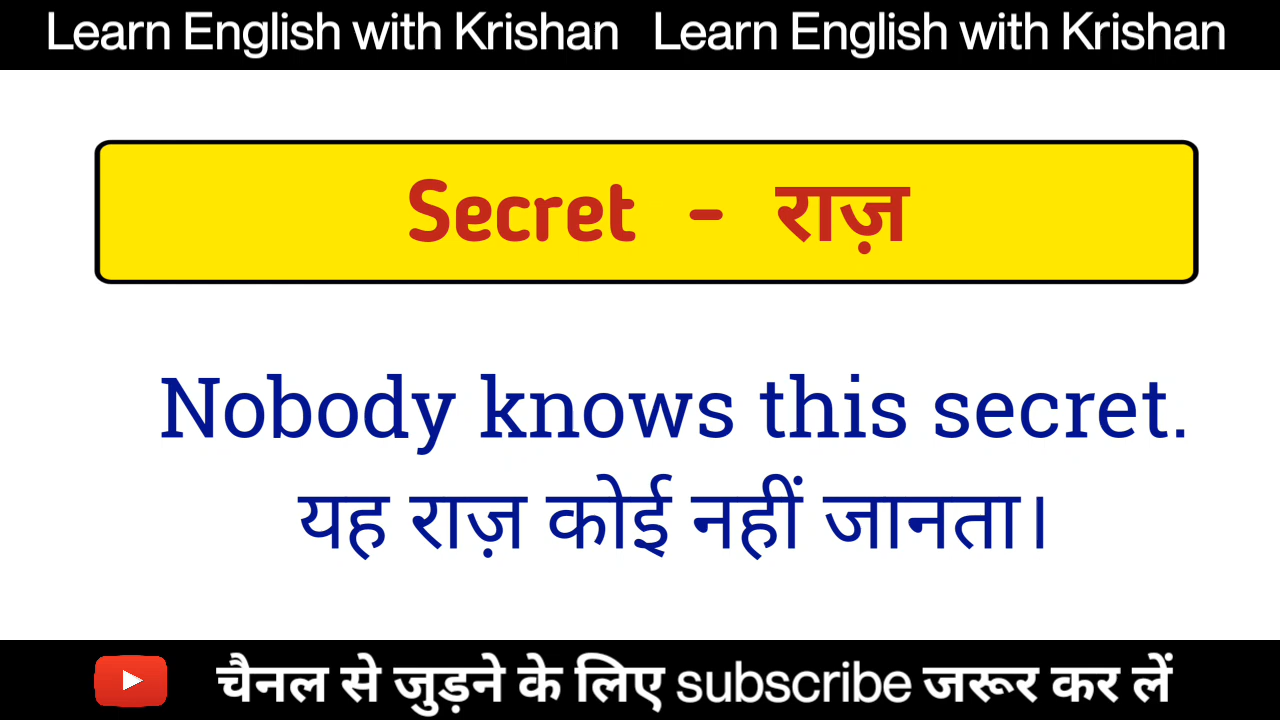 Learn English with Krishan Learn English with Krishan
Secret - राज़
Nobody knows this secret.
यह राज़ कोई नहीं जानता।
चैनल से जुड़ने के लिए subscribe जरूर कर लें